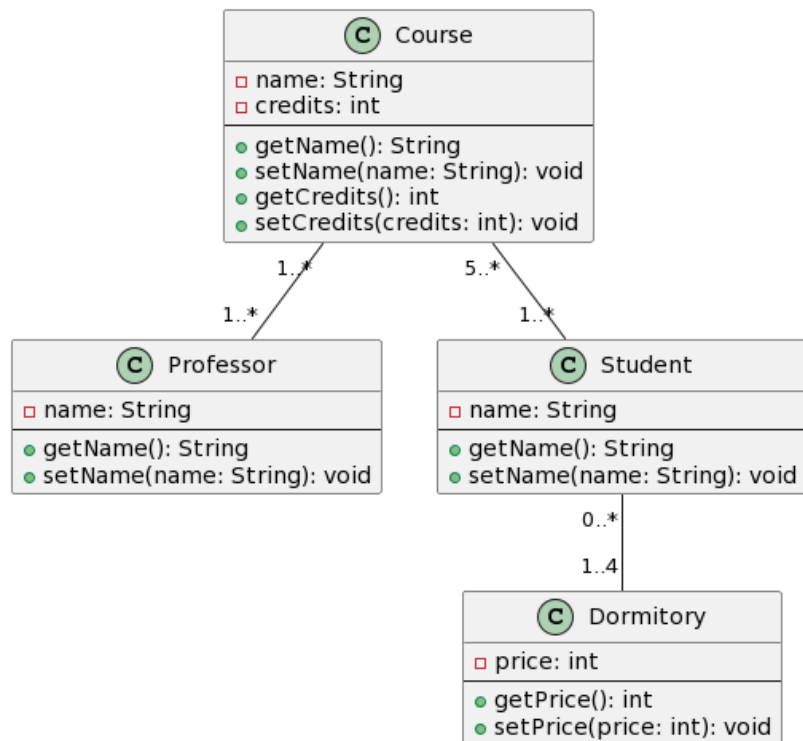 C Course
name: String
credits: int
getName(): String
setName(name: String): void
getCredits(): int
setCredits(credits: int): void
1..*
5..*
1..*
1..*
C Professor
name: String
getName(): String
setName(name: String): void
C Student
name: String
getName(): String
setName(name: String): void
0..*
1..4
C Dormitory
price: int
getPrice(): int
setPrice(price: int): void